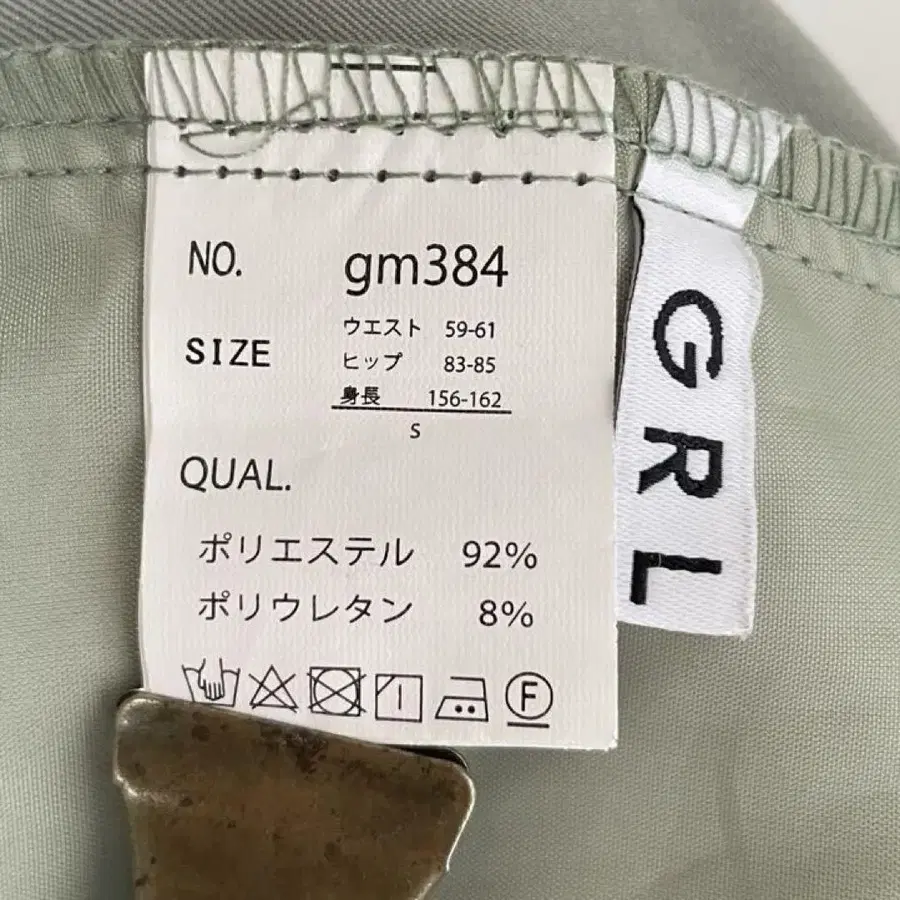 NO. gm384
SIZE
ウエスト 59-61
ヒップ 83-85
身長 156-162
S
QUAL.
ポリエステル 92%
ポリウレタン 8%
F
GRL